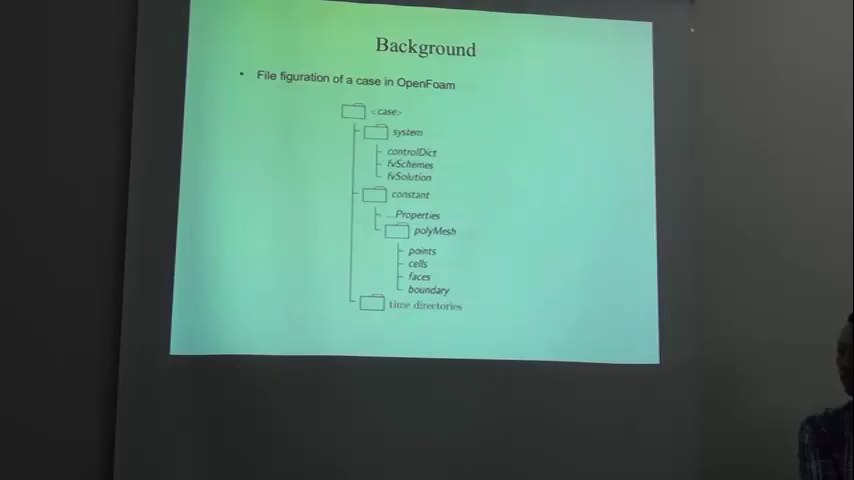 Background
• File figuration of a case in OpenFoam
<case>
system
controlDict
fvSchemes
fvSolution
constant
...Properties
polyMesh
points
cells
faces
boundary
time directories